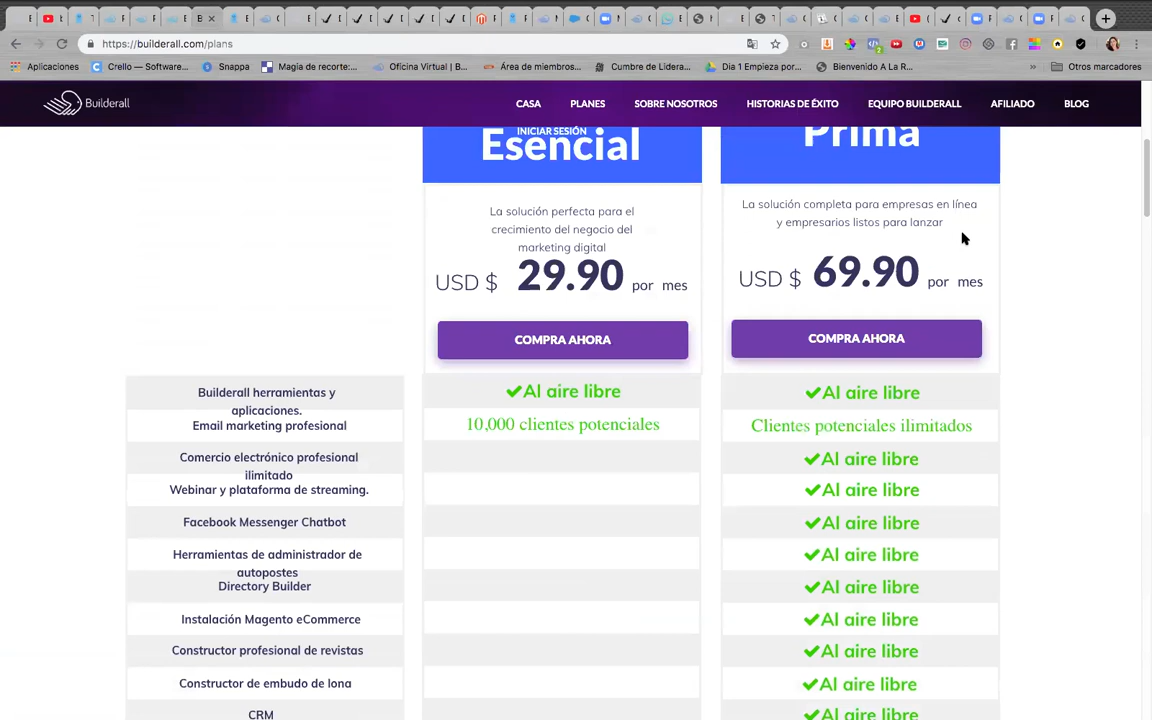 https://builderall.com/plans
Aplicaciones
Crello — Software...
Snappa
Magia de recorte:...
Oficina Virtual | B...
Área de miembros...
Cumbre de Lidera...
Dia 1 Empieza por...
Bienvenido A La R...
»
Otros marcadores
Builderall
CASA
PLANES
SOBRE NOSOTROS
HISTORIAS DE ÉXITO
EQUIPO BUILDERALL
AFILIADO
BLOG
INICIAR SESIÓN
Esencial
Prima
La solución perfecta para el
crecimiento del negocio del
marketing digital
USD $ 29.90 por mes
COMPRA AHORA
La solución completa para empresas en línea
y empresarios listos para lanzar
USD $ 69.90 por mes
COMPRA AHORA
Builderall herramientas y
aplicaciones.
Al aire libre
Al aire libre
Email marketing profesional
10,000 clientes potenciales
Clientes potenciales ilimitados
Comercio electrónico profesional
ilimitado
Al aire libre
Webinar y plataforma de streaming.
Al aire libre
Facebook Messenger Chatbot
Al aire libre
Herramientas de administrador de
autopostes
Al aire libre
Directory Builder
Al aire libre
Instalación Magento eCommerce
Al aire libre
Constructor profesional de revistas
Al aire libre
Constructor de embudo de lona
Al aire libre
CRM
Al aire libre